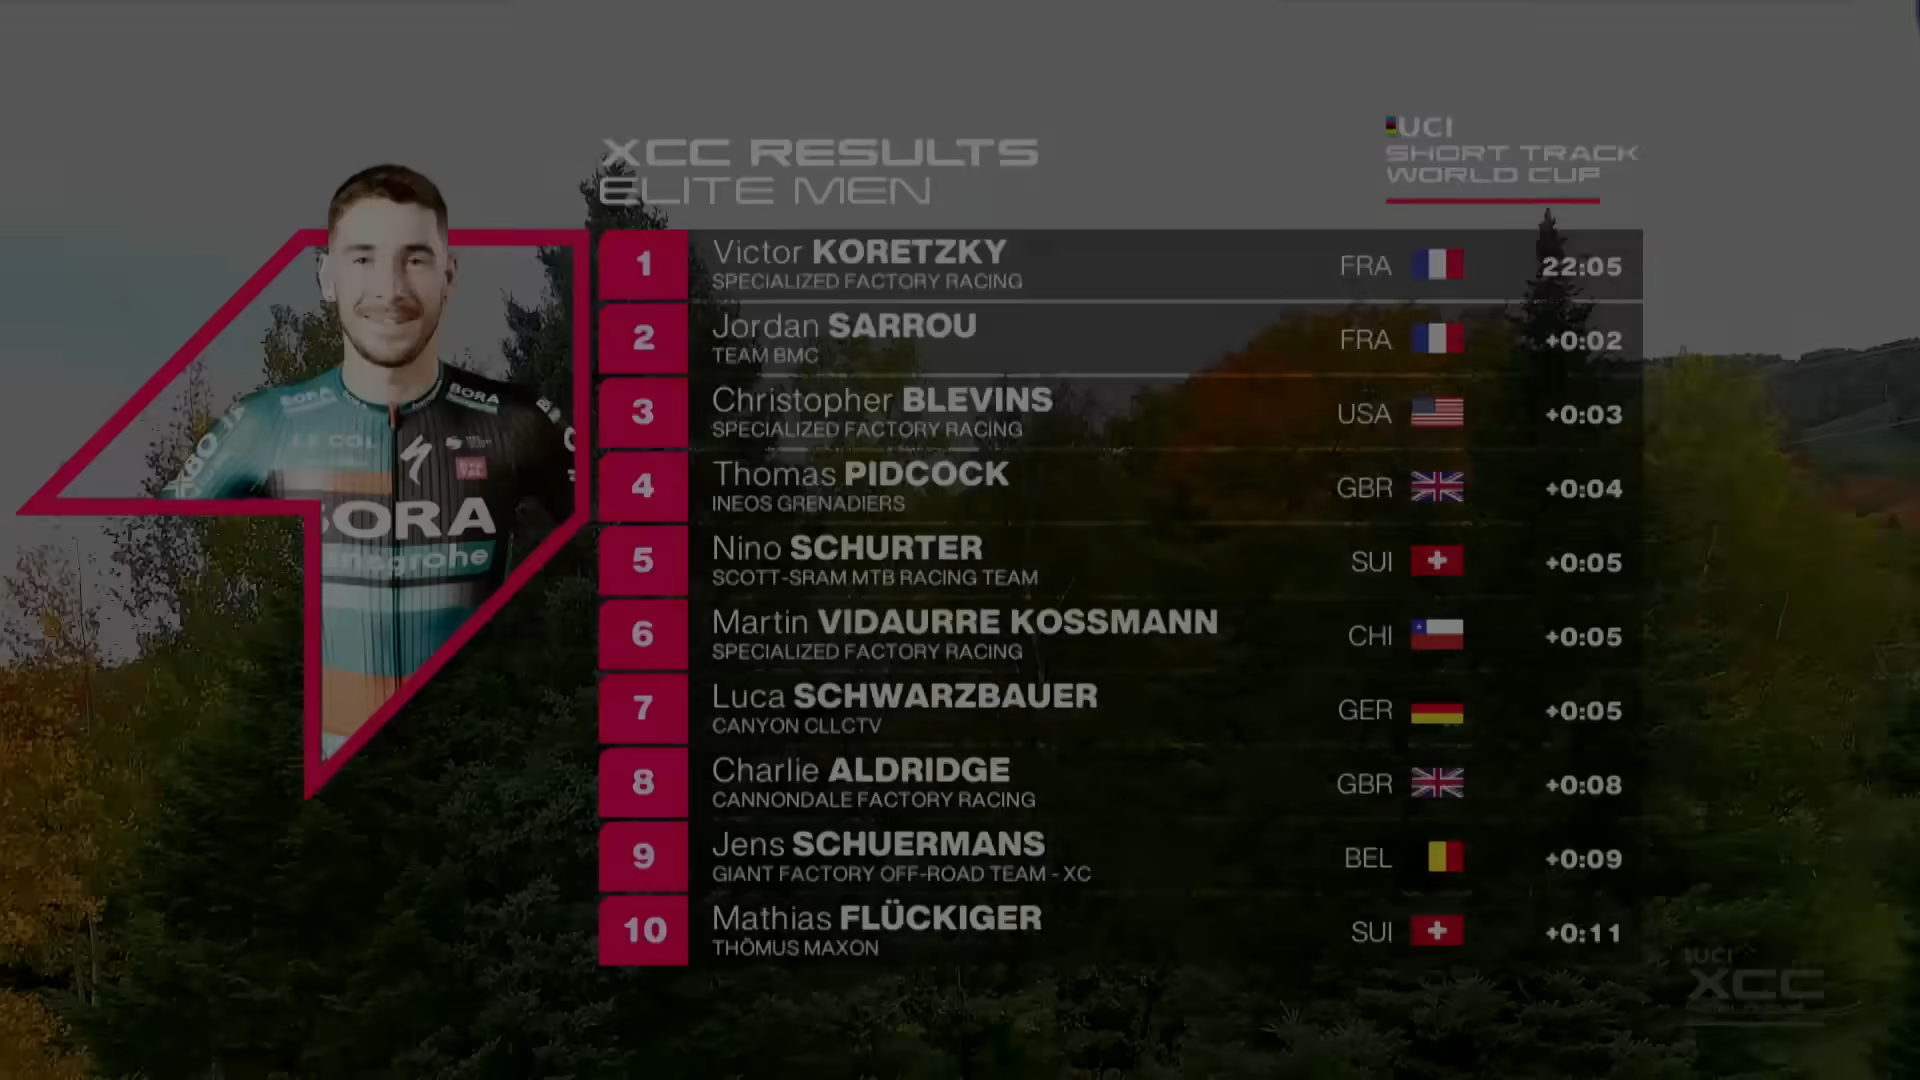 UCI
SHORT TRACK
WORLD CUP
XCC RESULTS
ELITE MEN
1 Victor KORETZKY FRA 22:05
SPECIALIZED FACTORY RACING
2 Jordan SARROU FRA +0:02
TEAM BMC
3 Christopher BLEVINS USA +0:03
SPECIALIZED FACTORY RACING
4 Thomas PIDCOCK GBR +0:04
INEOS GRENADIERS
5 Nino SCHURTER SUI +0:05
SCOTT-SRAM MTB RACING TEAM
6 Martin VIDAURRE KOSSMANN CHI +0:05
SPECIALIZED FACTORY RACING
7 Luca SCHWARZBAUER GER +0:05
CANYON CLLCTV
8 Charlie ALDRIDGE GBR +0:08
CANNONDALE FACTORY RACING
9 Jens SCHUERMANS BEL +0:09
GIANT FACTORY OFF-ROAD TEAM - XC
10 Mathias FLÜCKIGER SUI +0:11
THÖMUS MAXON
BORA
BORA
LE COL
BORA
hansgrohe
UCI
XCC